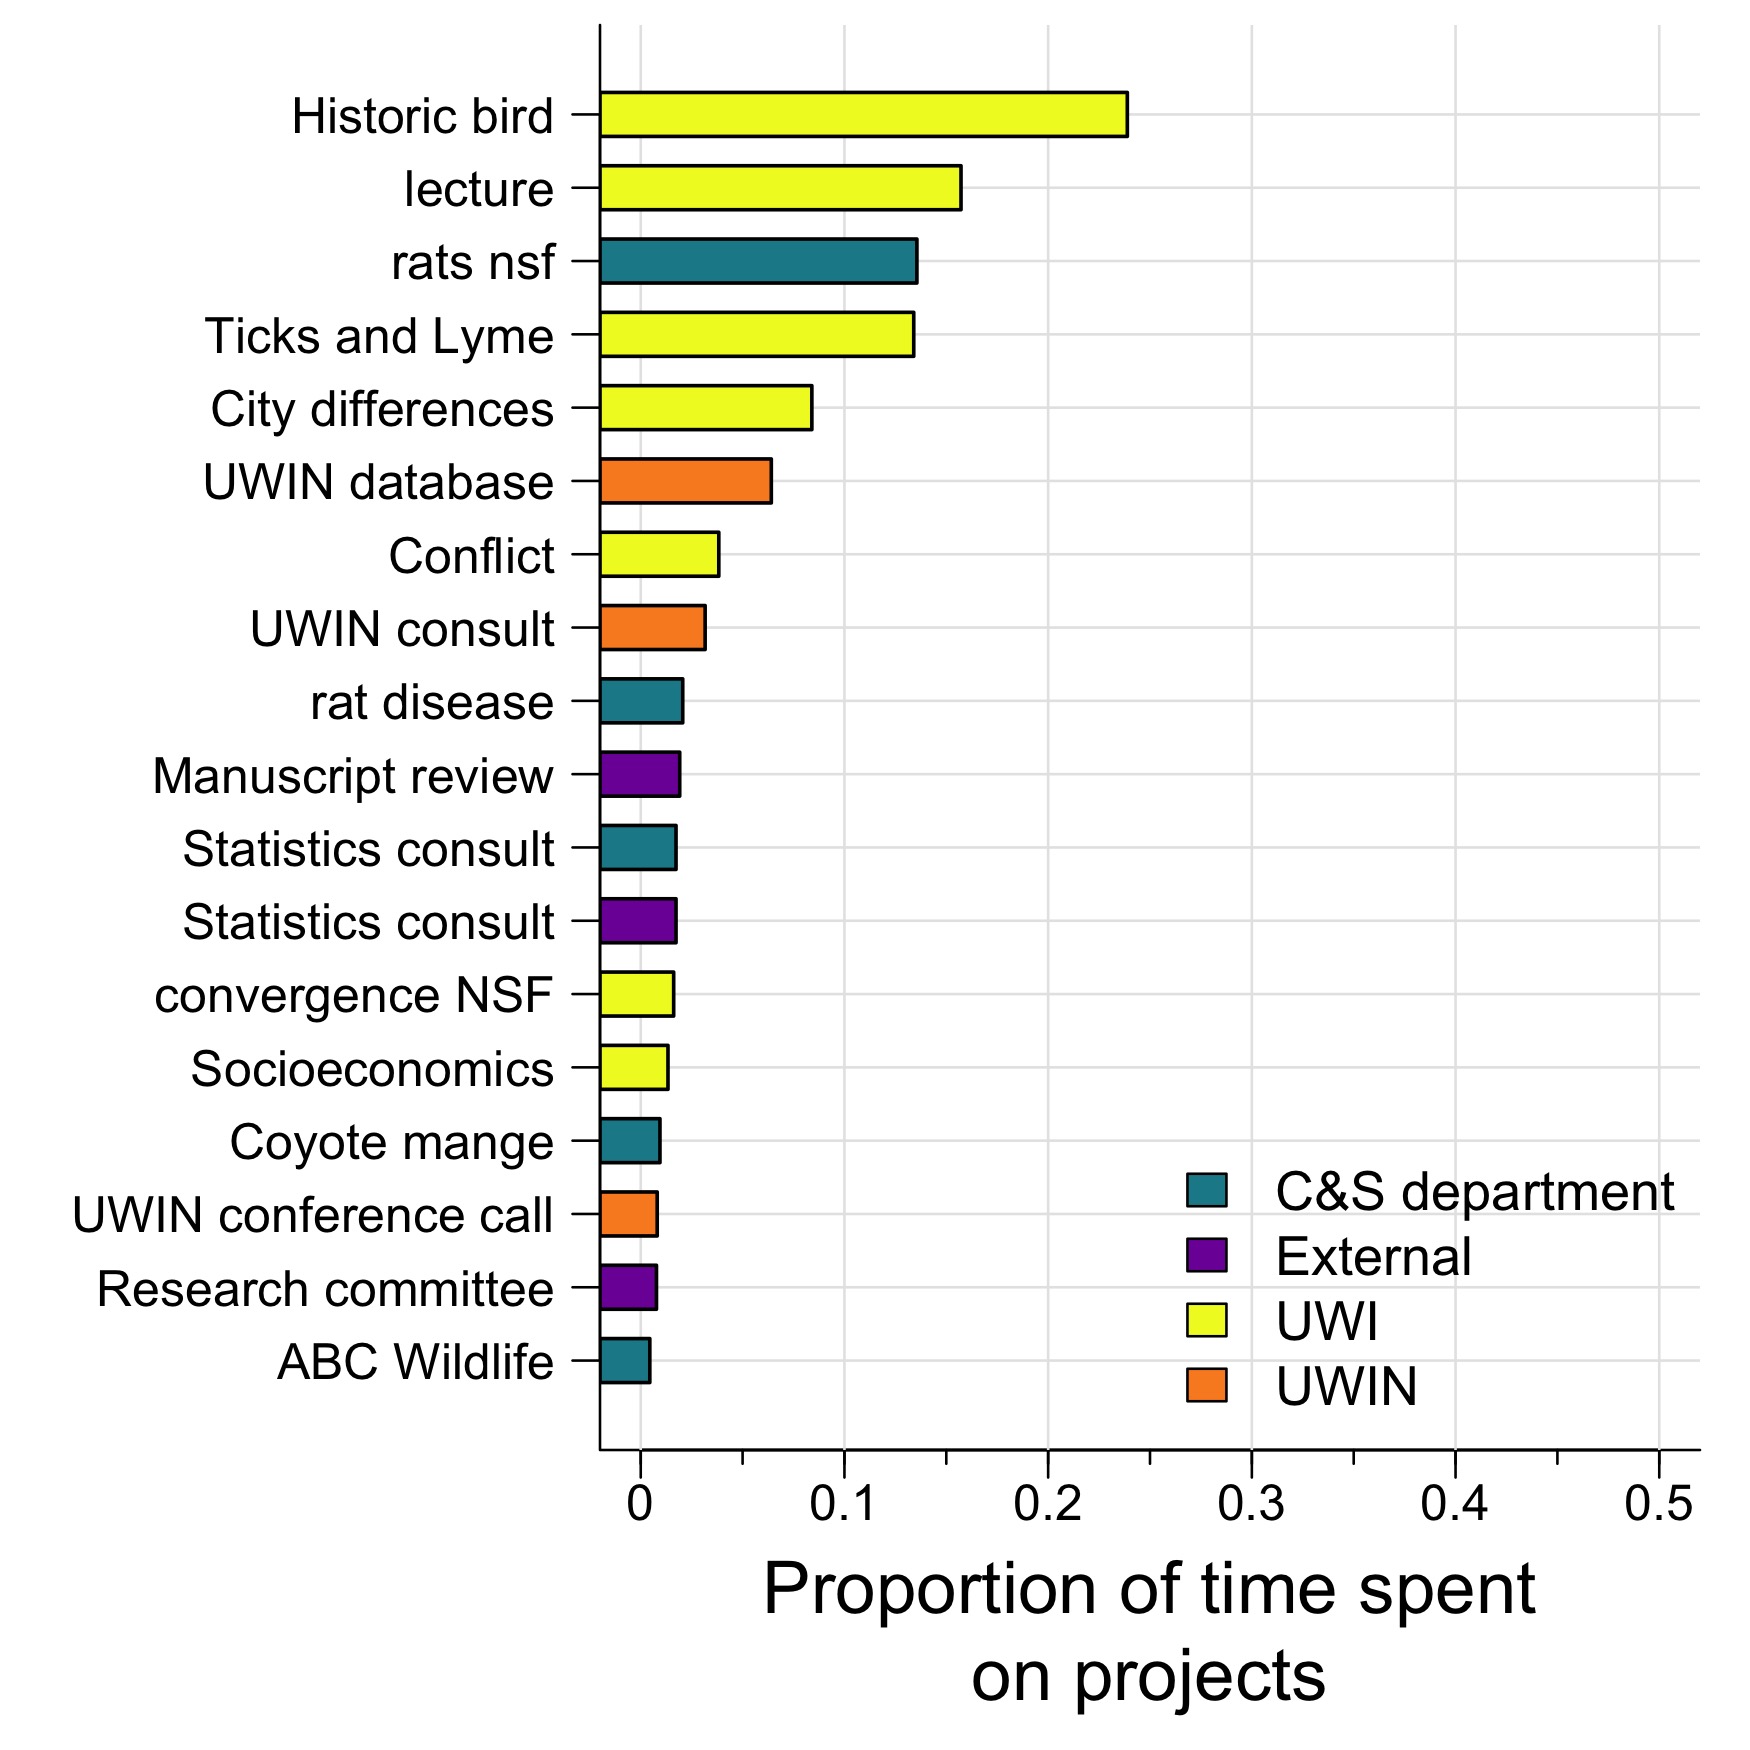 Historic bird
lecture
rats nsf
Ticks and Lyme
City differences
UWIN database
Conflict
UWIN consult
rat disease
Manuscript review
Statistics consult
Statistics consult
convergence NSF
Socioeconomics
Coyote mange
UWIN conference call
Research committee
ABC Wildlife
C&S department
External
UWI
UWIN
0 0.1 0.2 0.3 0.4 0.5
Proportion of time spent
on projects